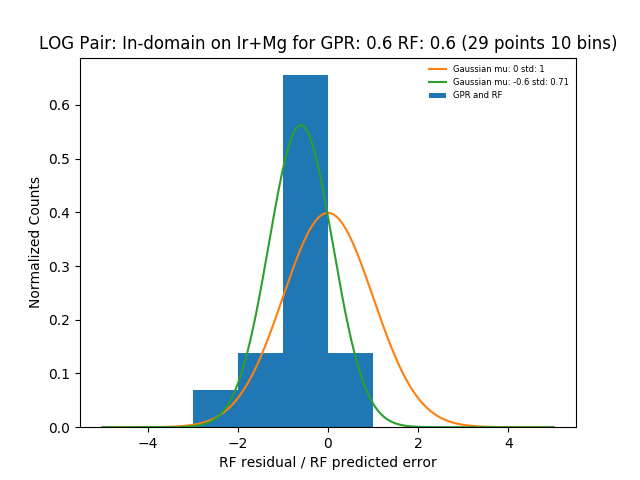 LOG Pair: In-domain on Ir+Mg for GPR: 0.6 RF: 0.6 (29 points 10 bins)
Gaussian mu: 0 std: 1
Gaussian mu: -0.6 std: 0.71
GPR and RF
Normalized Counts
0.6
0.5
0.4
0.3
0.2
0.1
0.0
−4
−2
0
2
4
RF residual / RF predicted error